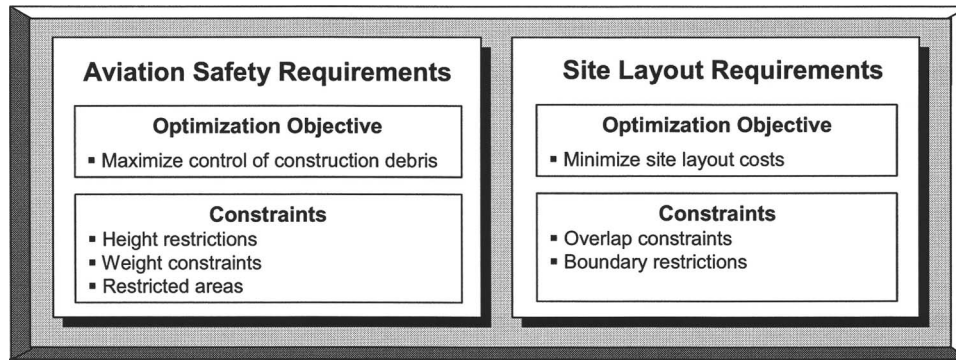 Aviation Safety Requirements
Optimization Objective
▪ Maximize control of construction debris
Constraints
▪ Height restrictions
▪ Weight constraints
▪ Restricted areas
Site Layout Requirements
Optimization Objective
▪ Minimize site layout costs
Constraints
▪ Overlap constraints
▪ Boundary restrictions